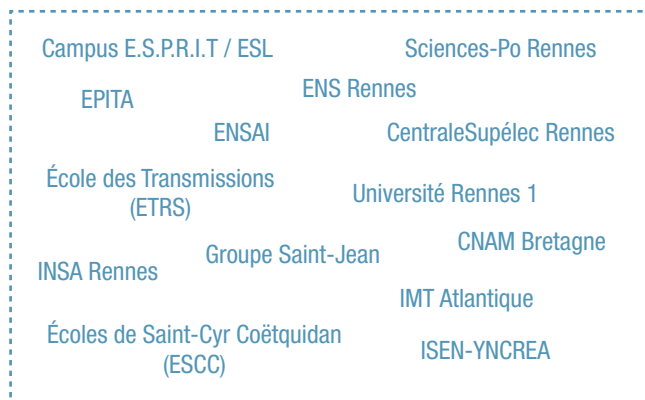 Campus E.S.P.R.I.T / ESL
Sciences-Po Rennes
EPITA
ENS Rennes
ENSAI
CentraleSupélec Rennes
École des Transmissions
(ETRS)
Université Rennes 1
Groupe Saint-Jean
CNAM Bretagne
INSA Rennes
IMT Atlantique
Écoles de Saint-Cyr Coëtquidan
(ESCC)
ISEN-YNCREA